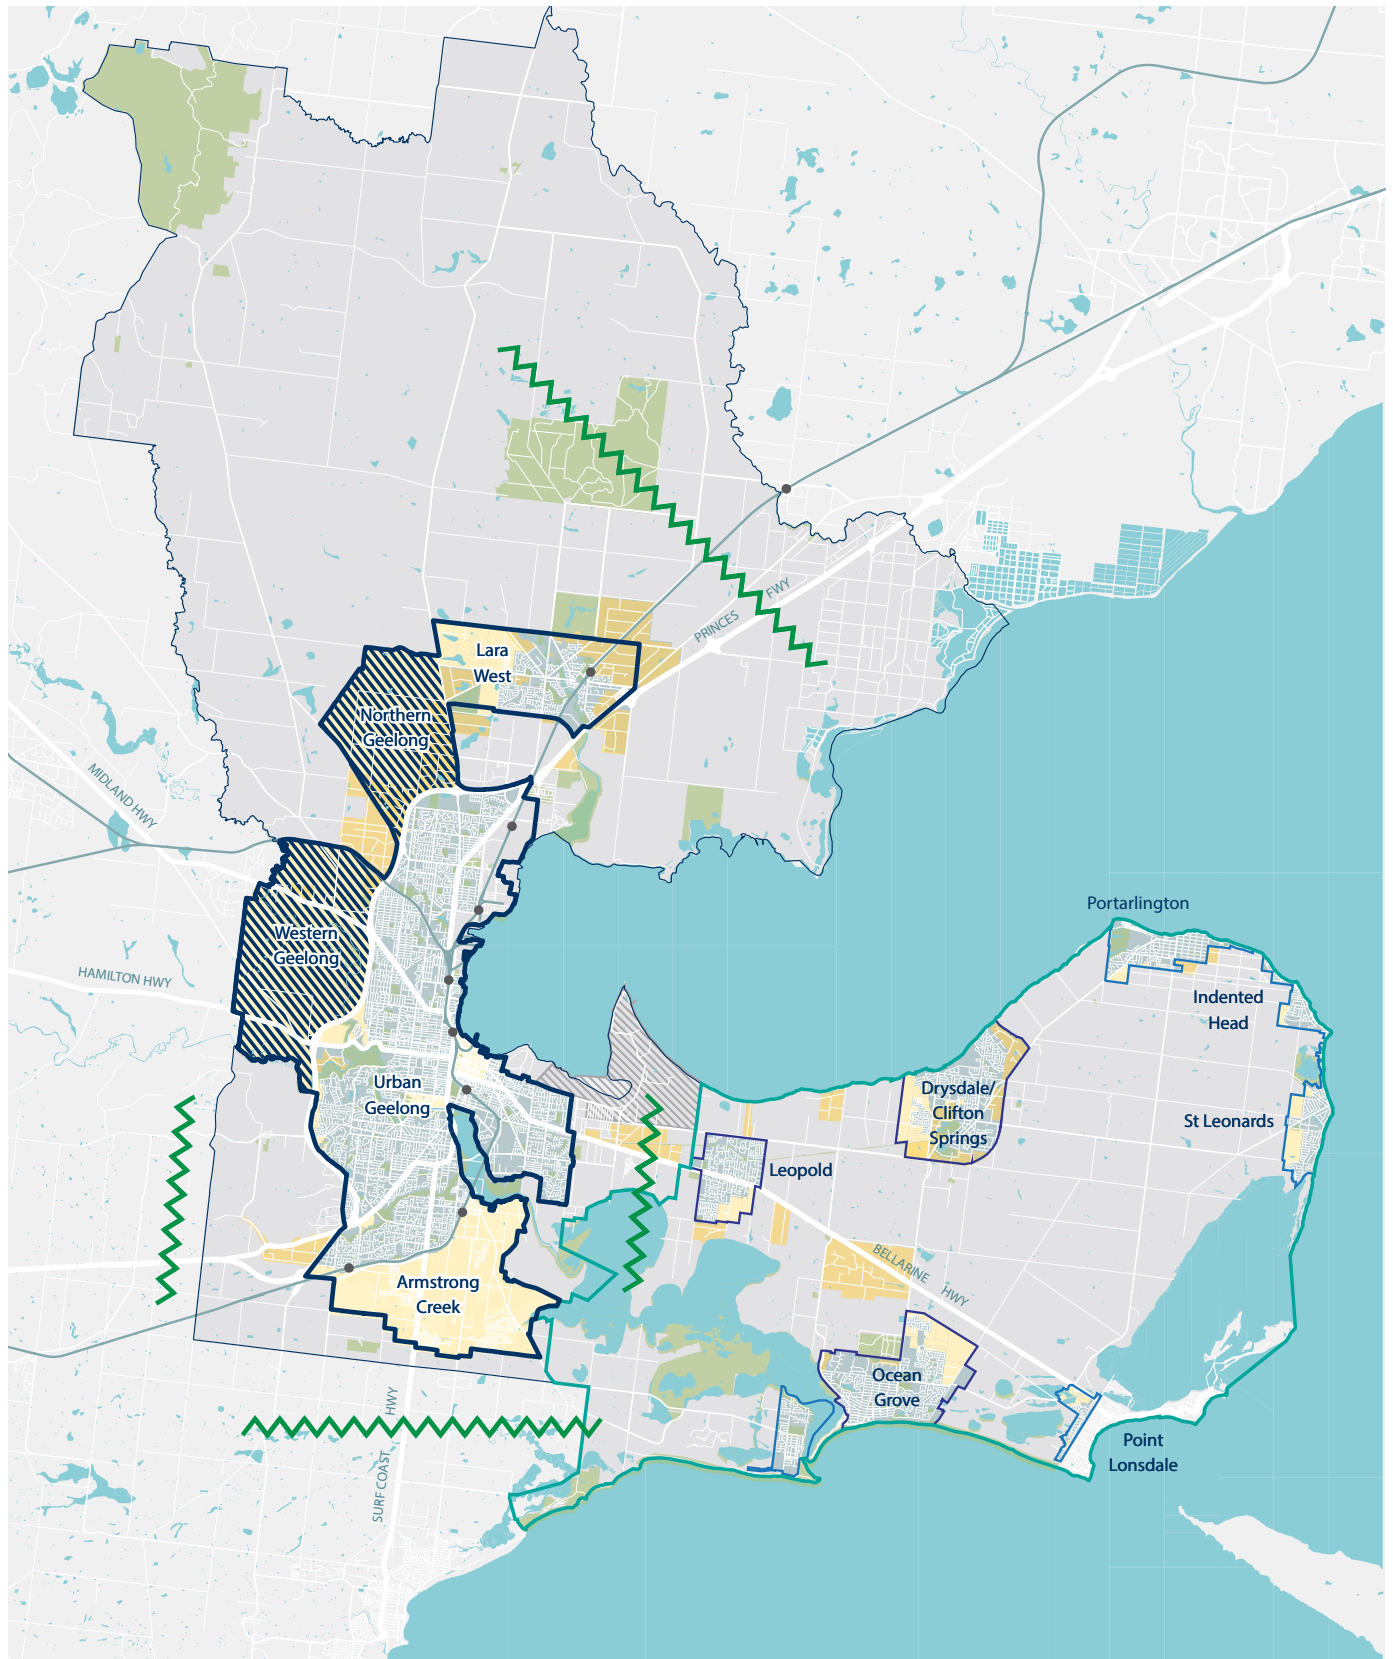 PRINCES FWY
Lara
West
Northern
Geelong
MIDLAND HWY
Portarlington
Western
Geelong
HAMILTON HWY
Indented
Head
Urban
Geelong
Drysdale/
Clifton
Springs
St Leonards
Leopold
Armstrong
Creek
BELLARINE HWY
Ocean
Grove
Point
Lonsdale
SURF COAST HWY